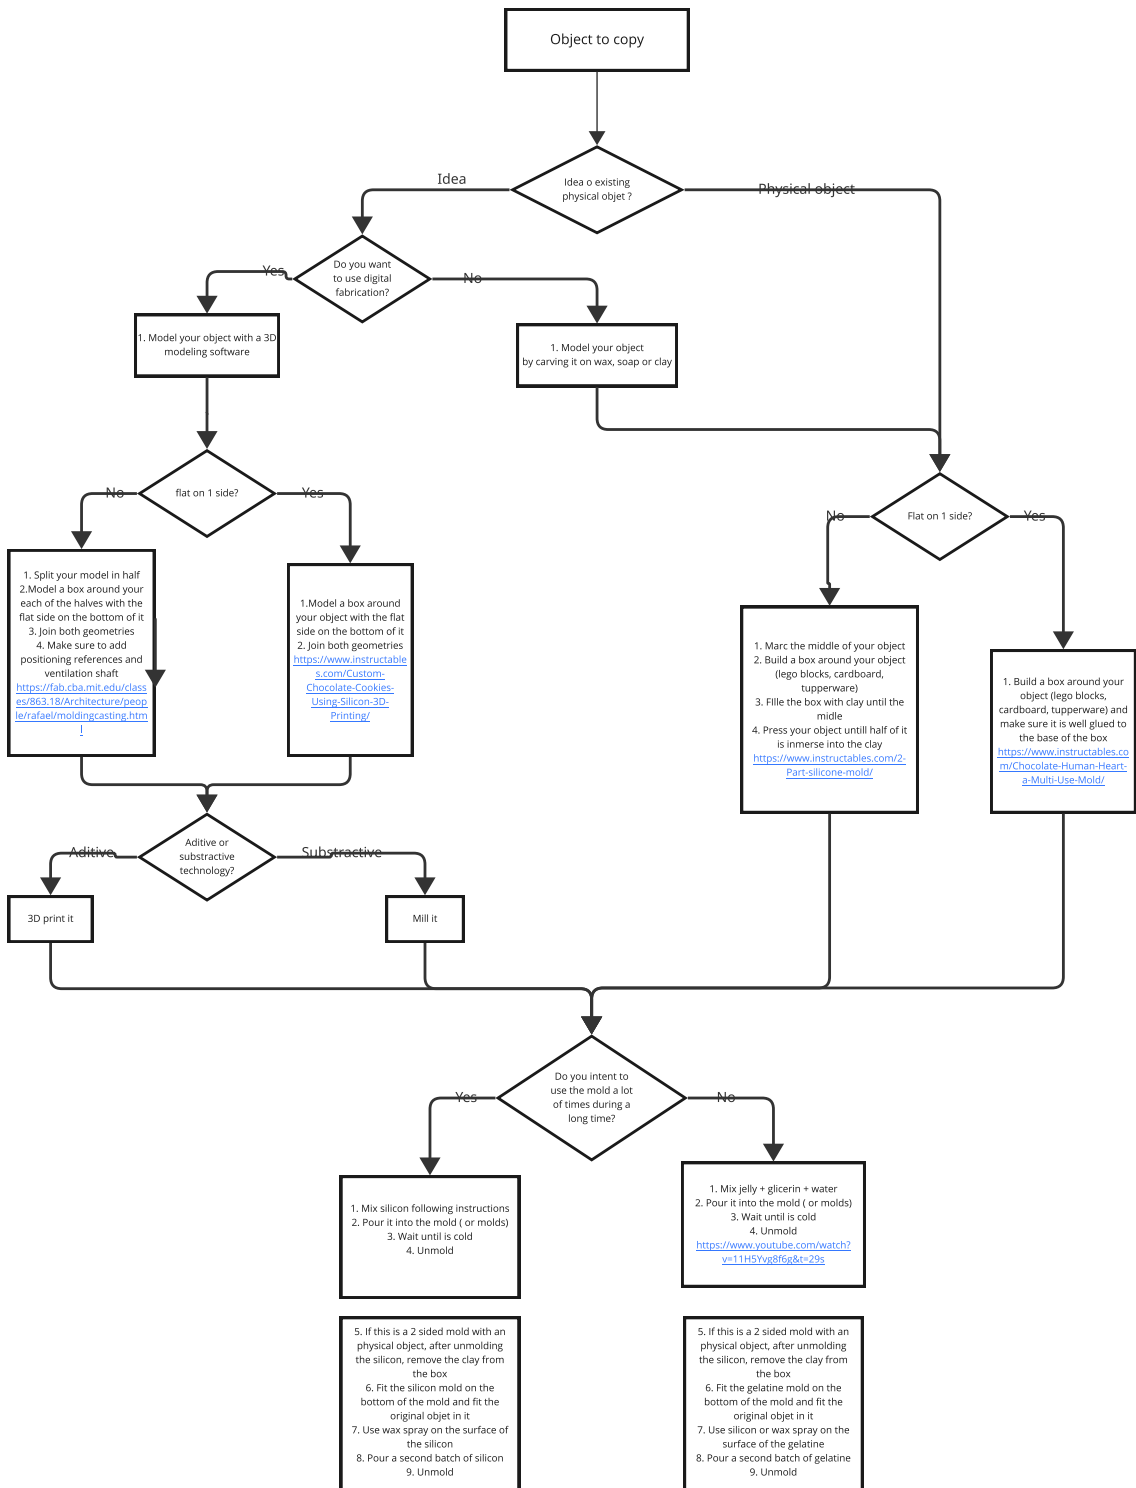 Object to copy
Idea o existing
physical objet ?
Idea
Physical object
Do you want
to use digital
fabrication?
Yes
No
1. Model your object with a 3D
modeling software
1. Model your object
by carving it on wax, soap or clay
flat on 1 side?
No
Yes
Flat on 1 side?
No
Yes
1. Split your model in half
2.Model a box around your
each of the halves with the
flat side on the bottom of it
3. Join both geometries
4. Make sure to add
positioning references and
ventilation shaft
https://fab.cba.mit.edu/class
es/863.18/Architecture/peop
le/rafael/moldingcasting.htm
l
1.Model a box around
your object with the flat
side on the bottom of it
2. Join both geometries
https://www.instructable
s.com/Custom-
Chocolate-Cookies-
Using-Silicon-3D-
Printing/
1. Marc the middle of your object
2. Build a box around your object
(lego blocks, cardboard,
tupperware)
3. FIlle the box with clay until the
midle
4. Press your object untill half of it
is inmerse into the clay
https://www.instructables.com/2-
Part-silicone-mold/
1. Build a box around your
object (lego blocks,
cardboard, tupperware) and
make sure it is well glued to
the base of the box
https://www.instructables.co
m/Chocolate-Human-Heart-
a-Multi-Use-Mold/
Aditive or
substractive
technology?
Aditive
Substractive
3D print it
Mill it
Do you intent to
use the mold a lot
of times during a
long time?
Yes
No
1. Mix silicon following instructions
2. Pour it into the mold ( or molds)
3. Wait until is cold
4. Unmold
1. Mix jelly + glicerin + water
2. Pour it into the mold ( or molds)
3. Wait until is cold
4. Unmold
https://www.youtube.com/watch?
v=11H5Yvg8f6g&t=29s
5. If this is a 2 sided mold with an
physical object, after unmolding
the silicon, remove the clay from
the box
6. Fit the silicon mold on the
bottom of the mold and fit the
original objet in it
7. Use wax spray on the surface of
the silicon
8. Pour a second batch of silicon
9. Unmold
5. If this is a 2 sided mold with an
physical object, after unmolding
the silicon, remove the clay from
the box
6. Fit the gelatine mold on the
bottom of the mold and fit the
original objet in it
7. Use silicon or wax spray on the
surface of the gelatine
8. Pour a second batch of gelatine
9. Unmold